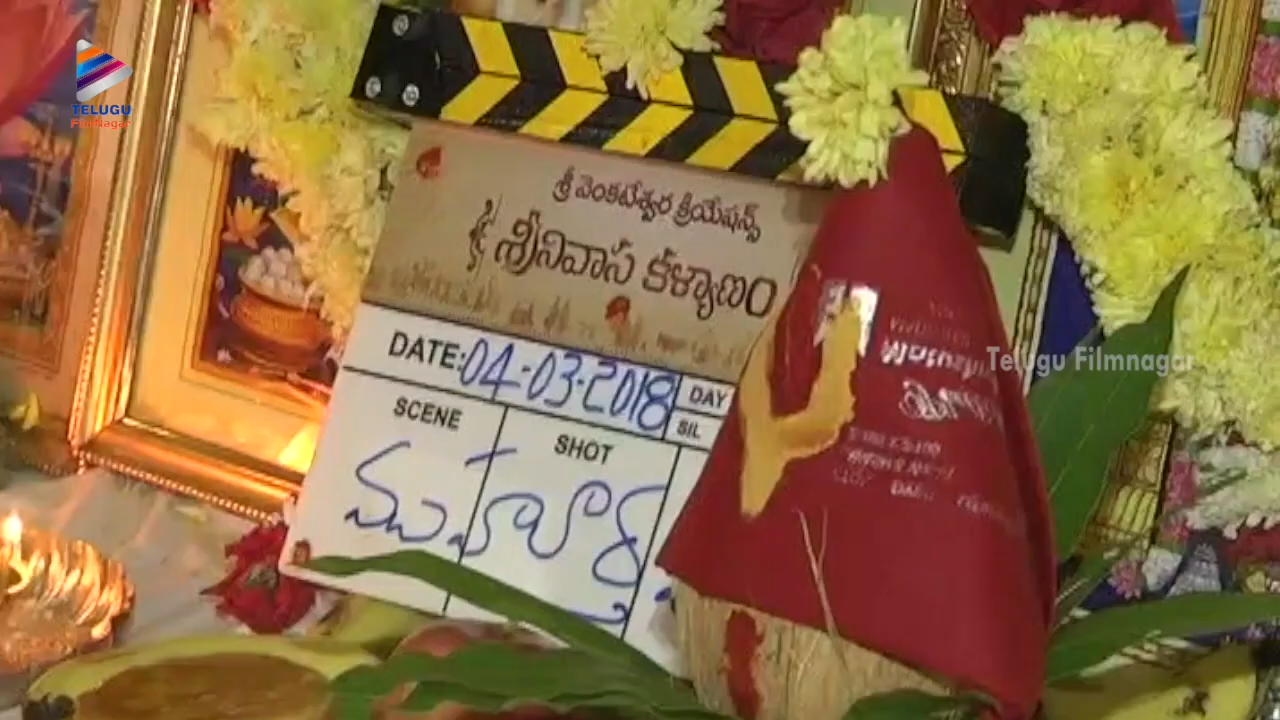 TELUGU
FilmNagar
శ్రీ వెంకటేశ్వర క్రియేషన్స్
శ్రీనివాస కళ్యాణం
DATE: 04-03-2018
DAY
SIL
SCENE
SHOT
ముహూర్త
Telugu Filmnagar